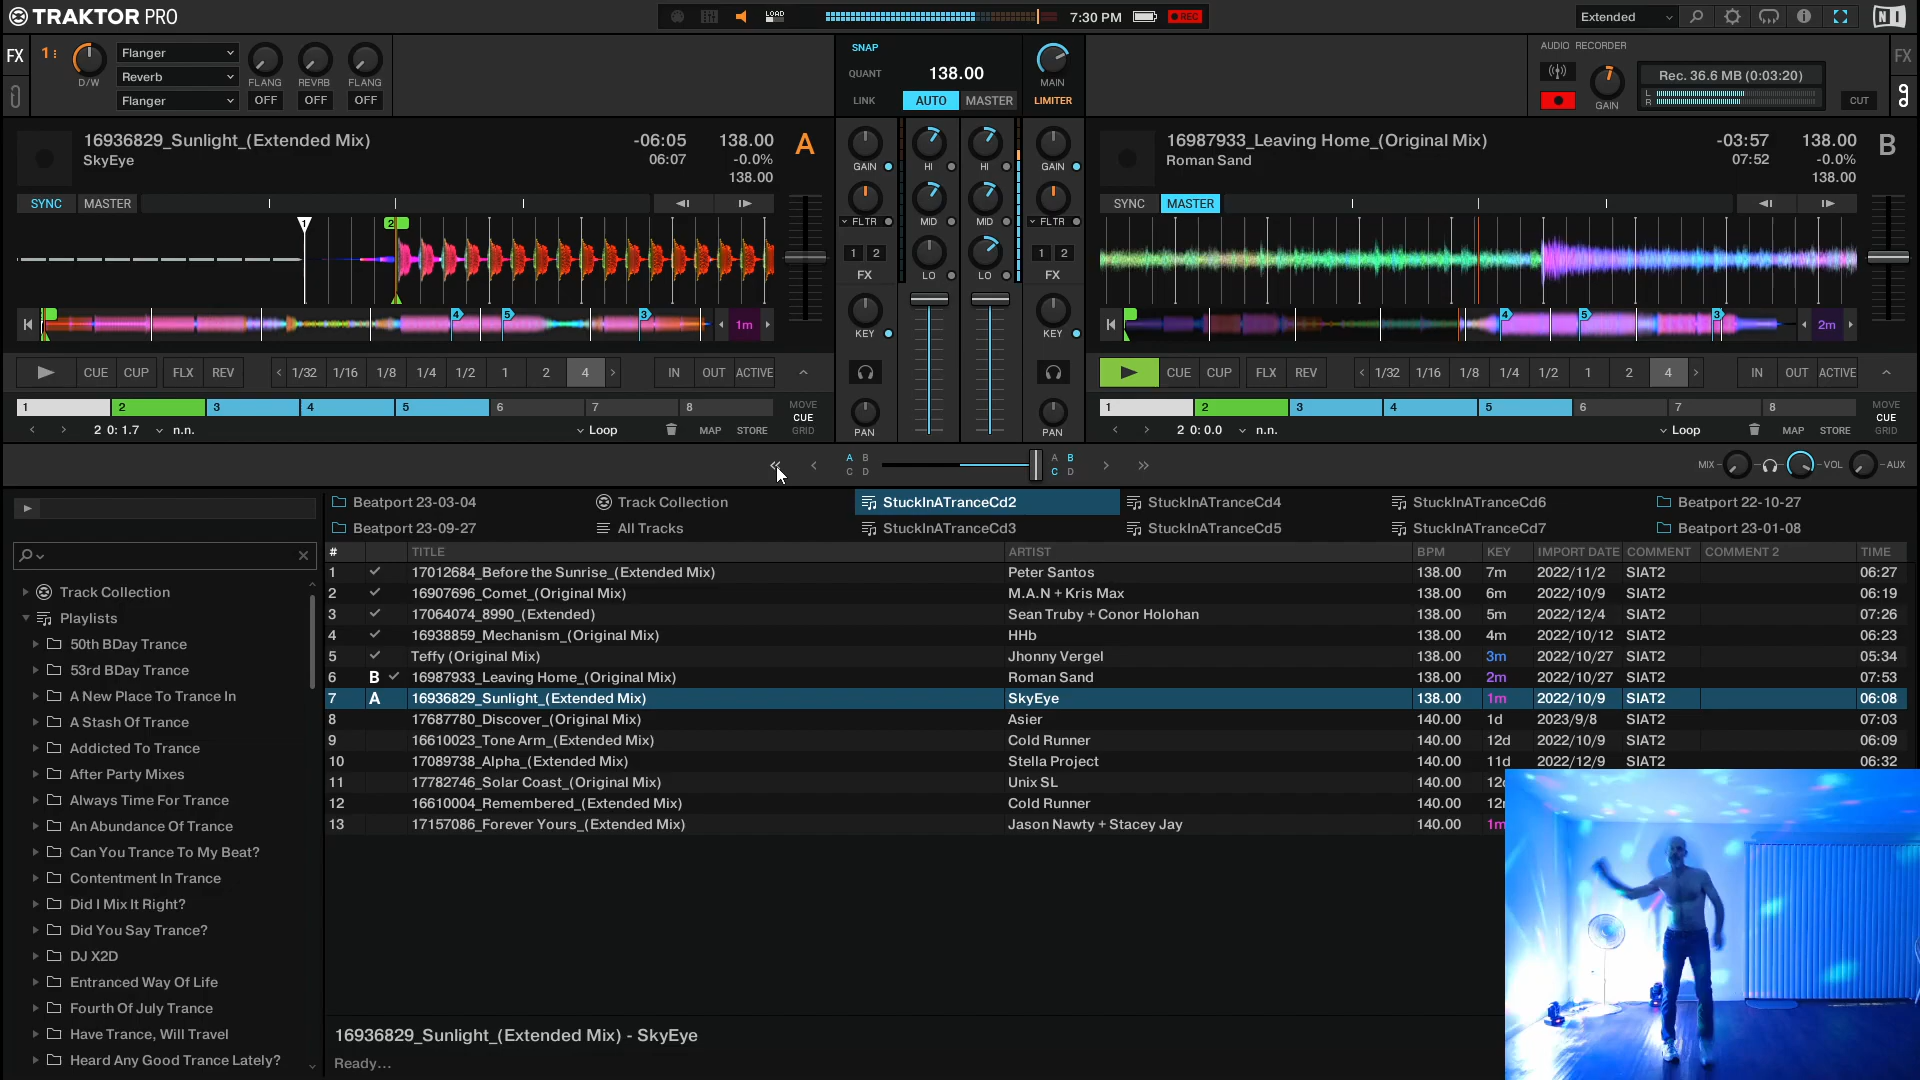 TRAKTOR PRO
LOAD
7:30 PM
REC
Extended
FX
1
D/W
Flanger
Reverb
Flanger
FLANG
REVRB
FLANG
OFF
OFF
OFF
SNAP
QUANT
138.00
LINK
AUTO
MASTER
MAIN
LIMITER
AUDIO RECORDER
GAIN
Rec. 36.6 MB (0:03:20)
L
R
CUT
FX
16936829_Sunlight_(Extended Mix)
SkyEye
-06:05
06:07
138.00
-0.0%
138.00
A
SYNC
MASTER
1
2
4
5
3
1m
CUE
CUP
FLX
REV
1/32
1/16
1/8
1/4
1/2
1
2
4
IN
OUT
ACTIVE
1
2
3
4
5
6
7
8
MOVE
CUE
GRID
2 0: 1.7
n.n.
Loop
MAP
STORE
GAIN
HI
HI
GAIN
FLTR
MID
MID
FLTR
1 2
FX
LO
LO
1 2
FX
KEY
KEY
PAN
PAN
16987933_Leaving Home_(Original Mix)
Roman Sand
-03:57
07:52
138.00
-0.0%
138.00
B
SYNC
MASTER
4
5
3
2m
CUE
CUP
FLX
REV
1/32
1/16
1/8
1/4
1/2
1
2
4
IN
OUT
ACTIVE
1
2
3
4
5
6
7
8
MOVE
CUE
GRID
2 0: 0.0
n.n.
Loop
MAP
STORE
A B
C D
A B
C D
MIX
VOL
AUX
Beatport 23-03-04
Track Collection
StuckInATranceCd2
StuckInATranceCd4
StuckInATranceCd6
Beatport 22-10-27
Beatport 23-09-27
All Tracks
StuckInATranceCd3
StuckInATranceCd5
StuckInATranceCd7
Beatport 23-01-08
Track Collection
Playlists
50th BDay Trance
53rd BDay Trance
A New Place To Trance In
A Stash Of Trance
Addicted To Trance
After Party Mixes
Always Time For Trance
An Abundance Of Trance
Can You Trance To My Beat?
Contentment In Trance
Did I Mix It Right?
Did You Say Trance?
DJ X2D
Entranced Way Of Life
Fourth Of July Trance
Have Trance, Will Travel
Heard Any Good Trance Lately?
# TITLE ARTIST BPM KEY IMPORT DATE COMMENT COMMENT 2 TIME
1 17012684_Before the Sunrise_(Extended Mix) Peter Santos 138.00 7m 2022/11/2 SIAT2 06:27
2 16907696_Comet_(Original Mix) M.A.N + Kris Max 138.00 6m 2022/10/9 SIAT2 06:19
3 17064074_8990_(Extended) Sean Truby + Conor Holohan 138.00 5m 2022/12/4 SIAT2 07:26
4 16938859_Mechanism_(Original Mix) HHb 138.00 4m 2022/10/12 SIAT2 06:23
5 Teffy (Original Mix) Jhonny Vergel 138.00 3m 2022/10/27 SIAT2 05:34
6 B 16987933_Leaving Home_(Original Mix) Roman Sand 138.00 2m 2022/10/27 SIAT2 07:53
7 A 16936829_Sunlight_(Extended Mix) SkyEye 138.00 1m 2022/10/9 SIAT2 06:08
8 17687780_Discover_(Original Mix) Asier 140.00 1d 2023/9/8 SIAT2 07:03
9 16610023_Tone Arm_(Extended Mix) Cold Runner 140.00 12d 2022/10/9 SIAT2 06:09
10 17089738_Alpha_(Extended Mix) Stella Project 140.00 11d 2022/12/9 SIAT2 06:32
11 17782746_Solar Coast_(Original Mix) Unix SL 140.00
12 16610004_Remembered_(Extended Mix) Cold Runner 140.00
13 17157086_Forever Yours_(Extended Mix) Jason Nawty + Stacey Jay 140.00 1m
16936829_Sunlight_(Extended Mix) - SkyEye
Ready...